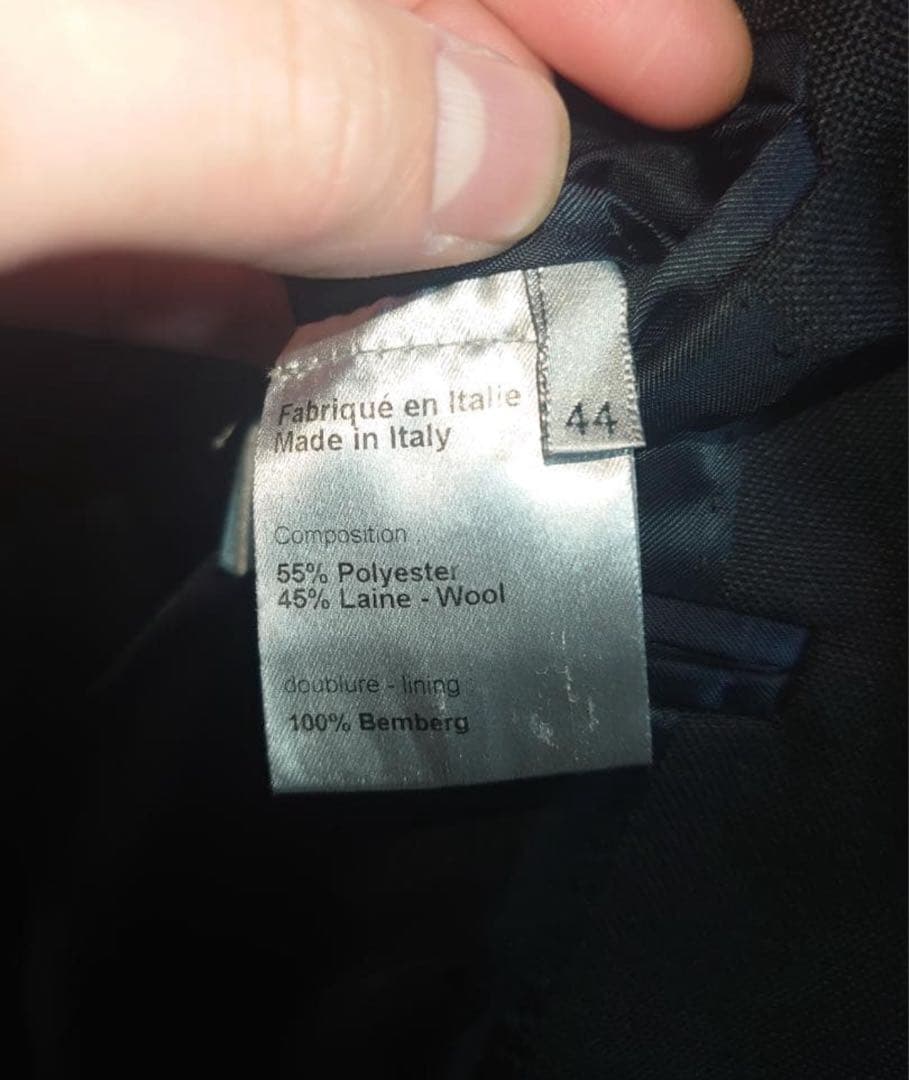 Fabriqué en Italie
Made in Italy
44
Composition
55% Polyester
45% Laine - Wool
doublure - lining
100% Bemberg